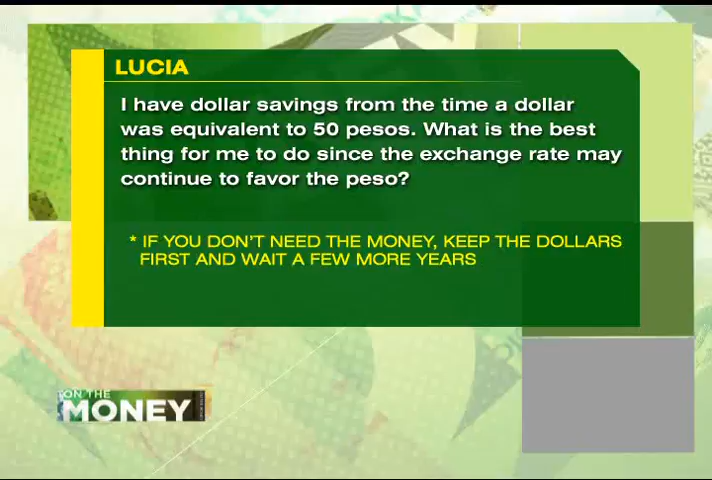 LUCIA
I have dollar savings from the time a dollar
was equivalent to 50 pesos. What is the best
thing for me to do since the exchange rate may
continue to favor the peso?
* IF YOU DON'T NEED THE MONEY, KEEP THE DOLLARS
FIRST AND WAIT A FEW MORE YEARS
ON THE
MONEY